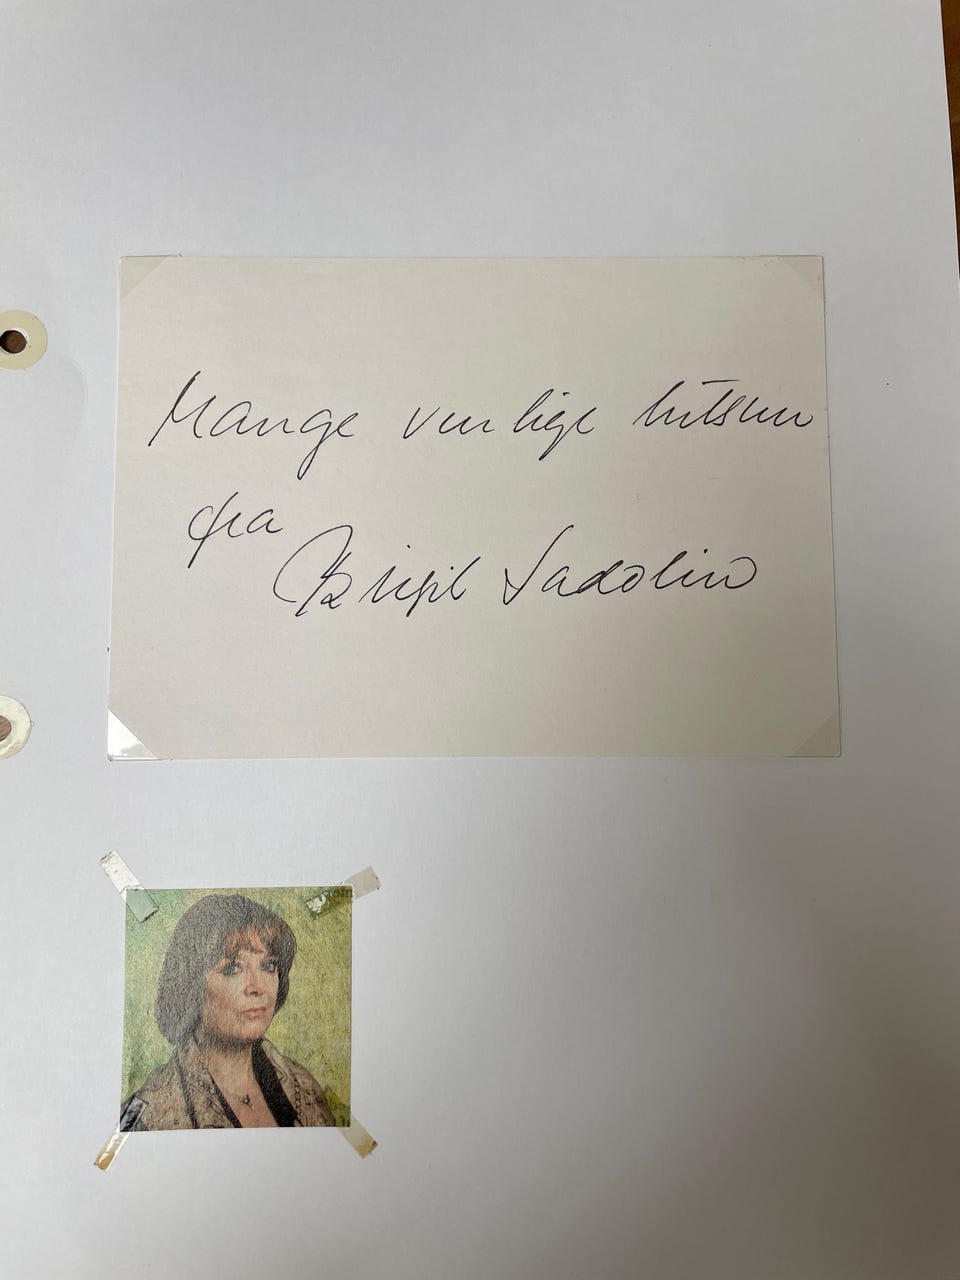 Mange venlige hilsner
fra
Birgit Sadolin